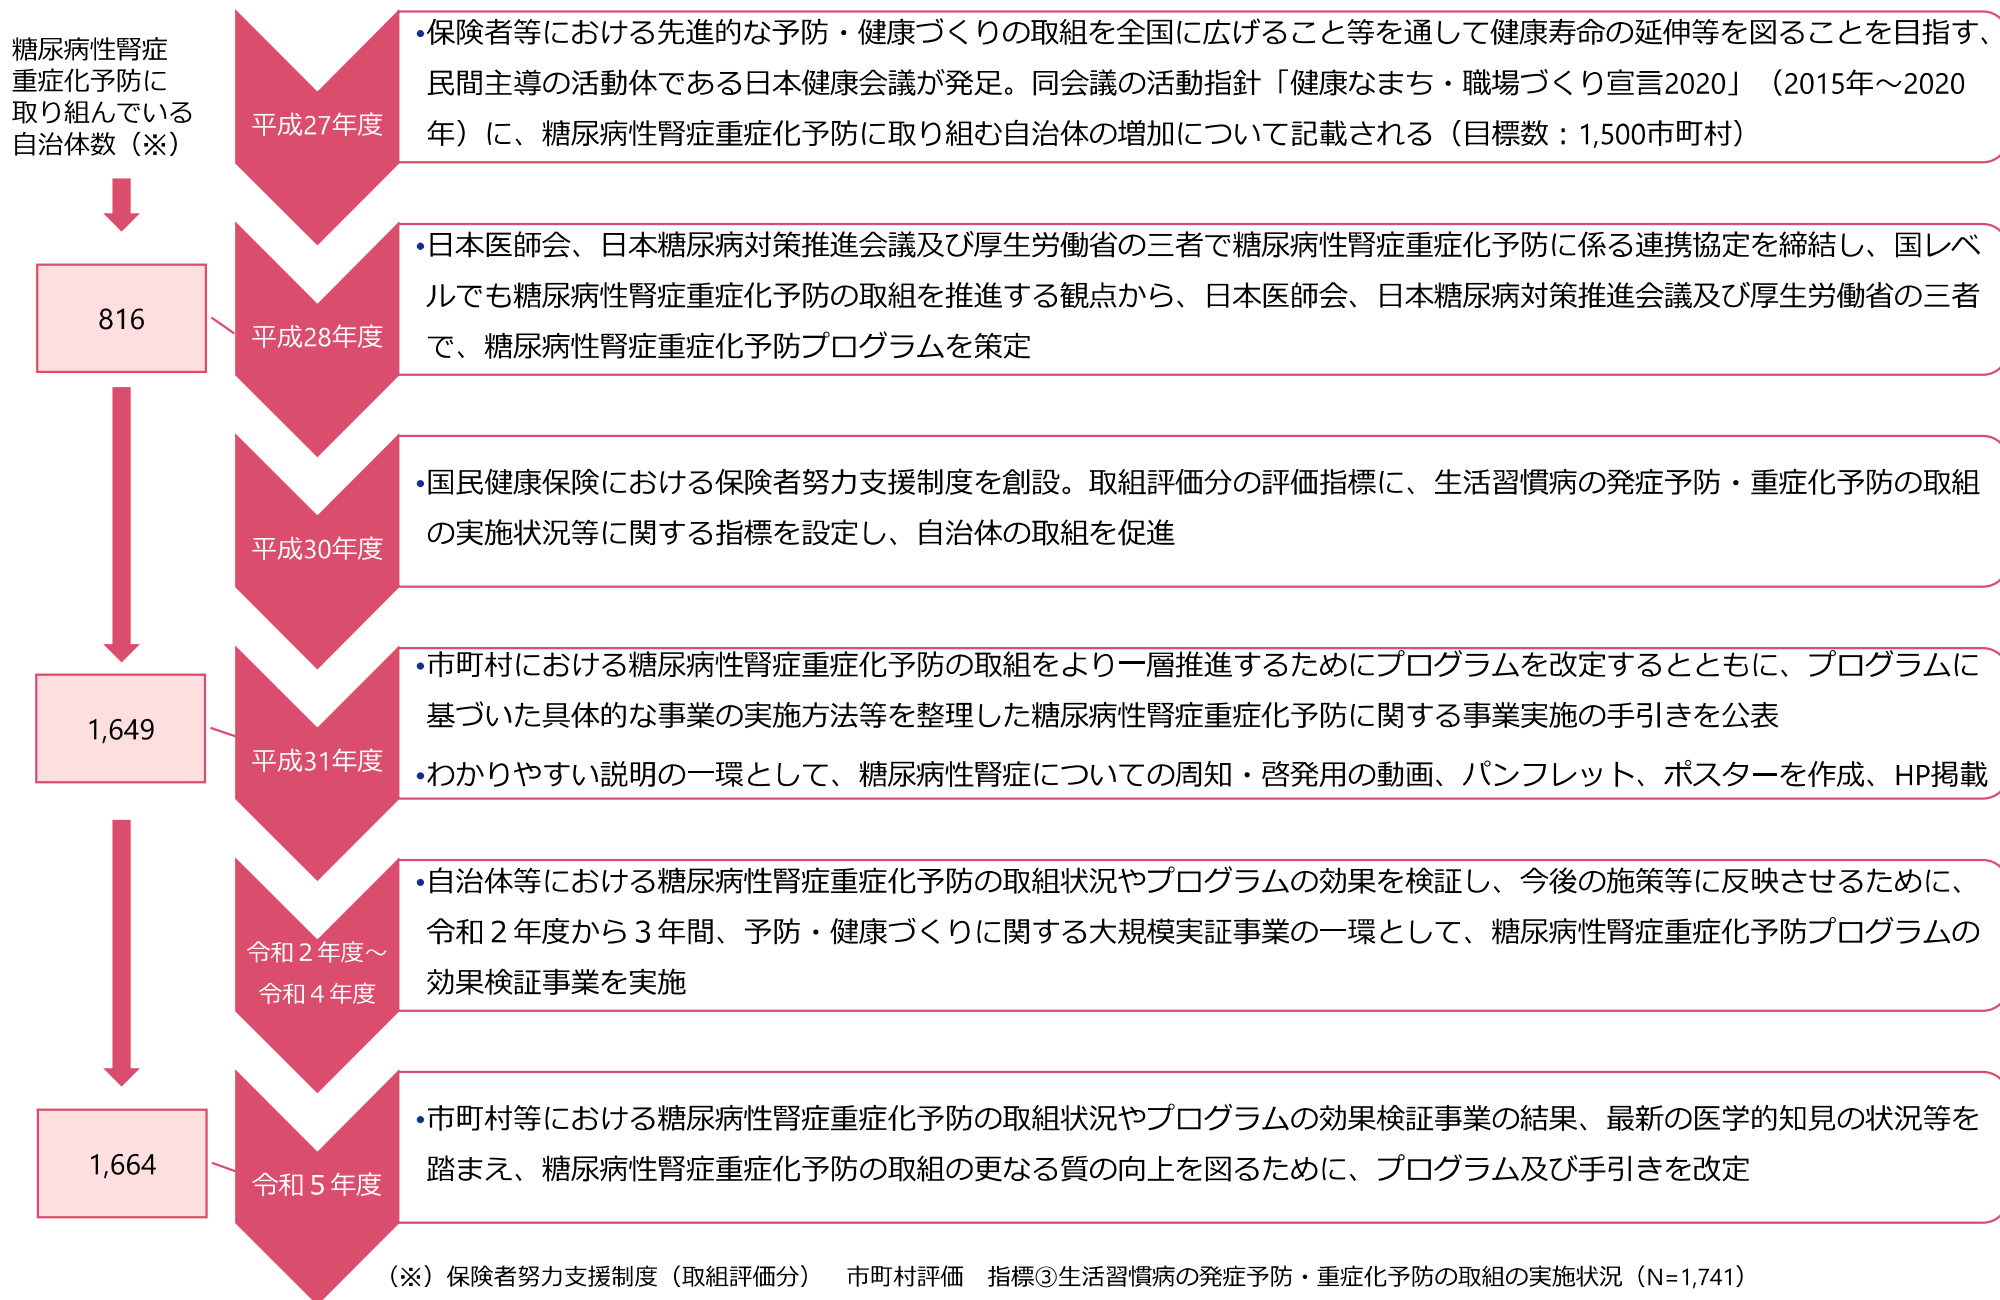 糖尿病性腎症
重症化予防に
取り組んでいる
自治体数（※）
平成27年度
•保険者等における先進的な予防・健康づくりの取組を全国に広げること等を通して健康寿命の延伸等を図ることを目指す、
民間主導の活動体である日本健康会議が発足。同会議の活動指針「健康なまち・職場づくり宣言2020」（2015年～2020
年）に、糖尿病性腎症重症化予防に取り組む自治体の増加について記載される（目標数：1,500市町村）
816
平成28年度
•日本医師会、日本糖尿病対策推進会議及び厚生労働省の三者で糖尿病性腎症重症化予防に係る連携協定を締結し、国レベ
ルでも糖尿病性腎症重症化予防の取組を推進する観点から、日本医師会、日本糖尿病対策推進会議及び厚生労働省の三者
で、糖尿病性腎症重症化予防プログラムを策定
平成30年度
•国民健康保険における保険者努力支援制度を創設。取組評価分の評価指標に、生活習慣病の発症予防・重症化予防の取組
の実施状況等に関する指標を設定し、自治体の取組を促進
1,649
平成31年度
•市町村における糖尿病性腎症重症化予防の取組をより一層推進するためにプログラムを改定するとともに、プログラムに
基づいた具体的な事業の実施方法等を整理した糖尿病性腎症重症化予防に関する事業実施の手引きを公表
•わかりやすい説明の一環として、糖尿病性腎症についての周知・啓発用の動画、パンフレット、ポスターを作成、HP掲載
令和２年度～
令和４年度
•自治体等における糖尿病性腎症重症化予防の取組状況やプログラムの効果を検証し、今後の施策等に反映させるために、
令和２年度から３年間、予防・健康づくりに関する大規模実証事業の一環として、糖尿病性腎症重症化予防プログラムの
効果検証事業を実施
1,664
令和５年度
•市町村等における糖尿病性腎症重症化予防の取組状況やプログラムの効果検証事業の結果、最新の医学的知見の状況等を
踏まえ、糖尿病性腎症重症化予防の取組の更なる質の向上を図るために、プログラム及び手引きを改定
（※）保険者努力支援制度（取組評価分）　市町村評価　指標③生活習慣病の発症予防・重症化予防の取組の実施状況（N=1,741）